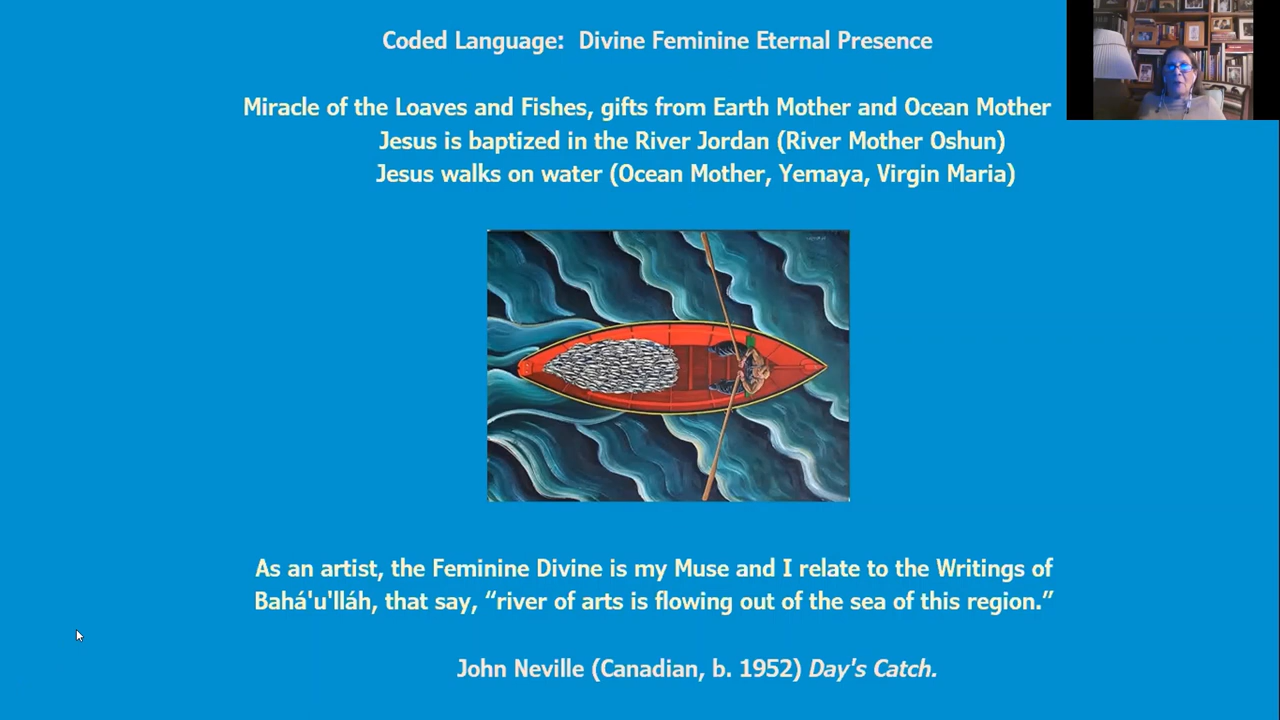 Coded Language: Divine Feminine Eternal Presence
Miracle of the Loaves and Fishes, gifts from Earth Mother and Ocean Mother
Jesus is baptized in the River Jordan (River Mother Oshun)
Jesus walks on water (Ocean Mother, Yemaya, Virgin Maria)
As an artist, the Feminine Divine is my Muse and I relate to the Writings of
Bahá'u'lláh, that say, “river of arts is flowing out of the sea of this region.”
John Neville (Canadian, b. 1952) Day's Catch.